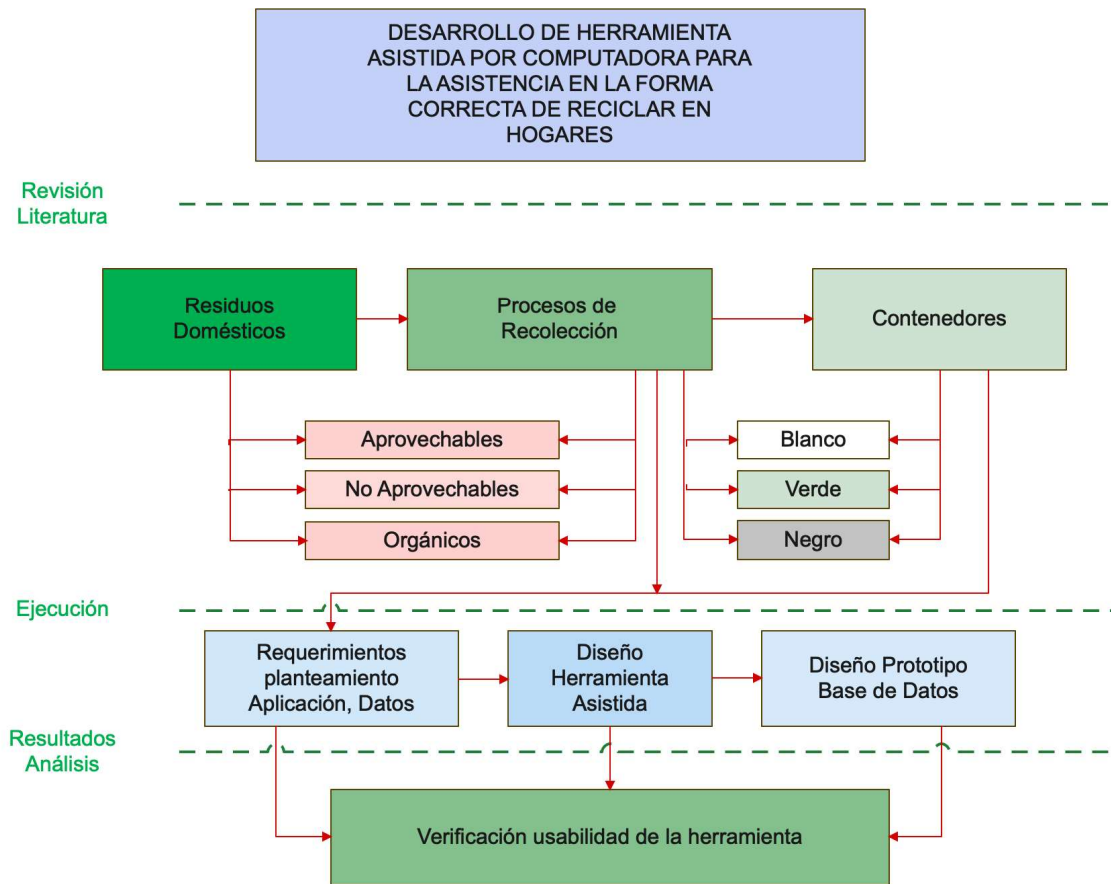 DESARROLLO DE HERRAMIENTA
ASISTIDA POR COMPUTADORA PARA
LA ASISTENCIA EN LA FORMA
CORRECTA DE RECICLAR EN
HOGARES
Revisión
Literatura
Residuos
Domésticos
Procesos de
Recolección
Contenedores
Aprovechables
No Aprovechables
Orgánicos
Blanco
Verde
Negro
Ejecución
Requerimientos
planteamiento
Aplicación, Datos
Diseño
Herramienta
Asistida
Diseño Prototipo
Base de Datos
Resultados
Análisis
Verificación usabilidad de la herramienta